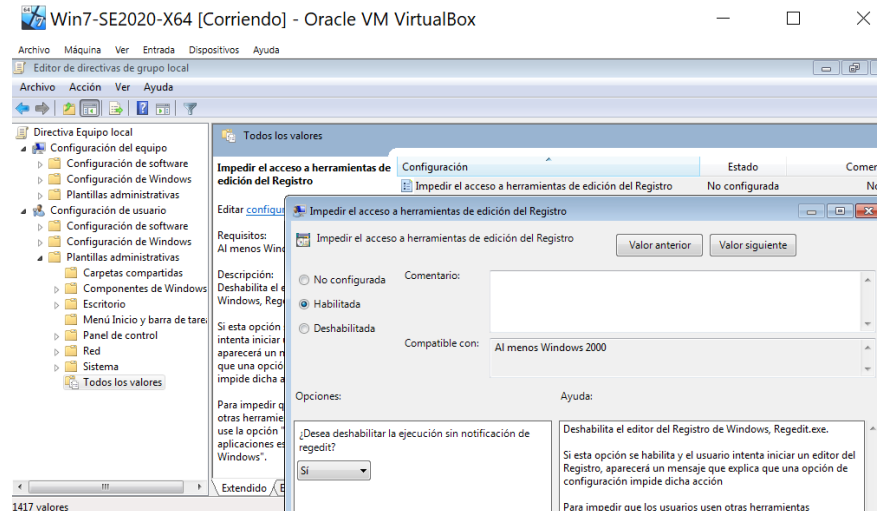 Win7-SE2020-X64 [Corriendo] - Oracle VM VirtualBox
Archivo Máquina Ver Entrada Dispositivos Ayuda
Editor de directivas de grupo local
Archivo Acción Ver Ayuda
Directiva Equipo local
Configuración del equipo
Configuración de software
Configuración de Windows
Plantillas administrativas
Configuración de usuario
Configuración de software
Configuración de Windows
Plantillas administrativas
Carpetas compartidas
Componentes de Windows
Escritorio
Menú Inicio y barra de tare
Panel de control
Red
Sistema
Todos los valores
1417 valores
Todos los valores
Impedir el acceso a herramientas de
edición del Registro
Editar configu
Requisitos:
Al menos Wind
Descripción:
Deshabilita el e
Windows, Reg
Si esta opción
intenta iniciar
aparecerá un m
que una opció
impide dicha a
Para impedir q
otras herramie
use la opción "
aplicaciones es
Windows".
Extendido
Configuración Estado Comer
Impedir el acceso a herramientas de edición del Registro No configurada No
Impedir el acceso a herramientas de edición del Registro
Impedir el acceso a herramientas de edición del Registro
Valor anterior Valor siguiente
No configurada
Habilitada
Deshabilitada
Comentario:
Compatible con:
Al menos Windows 2000
Opciones:
Ayuda:
¿Desea deshabilitar la ejecución sin notificación de
regedit?
Sí
Deshabilita el editor del Registro de Windows, Regedit.exe.
Si esta opción se habilita y el usuario intenta iniciar un editor del
Registro, aparecerá un mensaje que explica que una opción de
configuración impide dicha acción
Para impedir que los usuarios usen otras herramientas